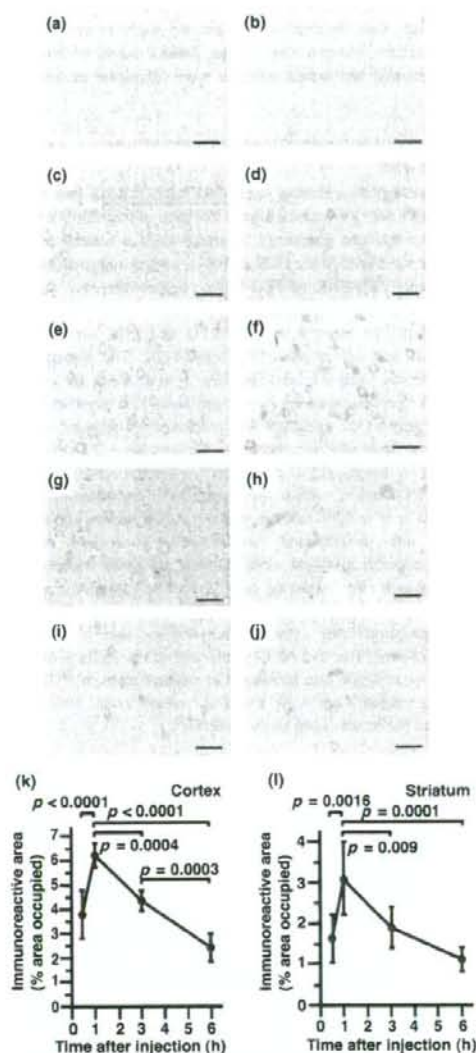 (a)
(b)
(c)
(d)
(e)
(f)
(g)
(h)
(i)
(j)
(k)
Cortex
p < 0.0001
p < 0.0001
p = 0.0004
p = 0.0003
Immunoreactive area
(% area occupied)
7
6
5
4
3
2
1
0
0 1 2 3 4 5 6
Time after injection (h)
(l)
Striatum
p = 0.0016
p = 0.0001
p = 0.009
Immunoreactive area
(% area occupied)
4
3
2
1
0
0 1 2 3 4 5 6
Time after injection (h)